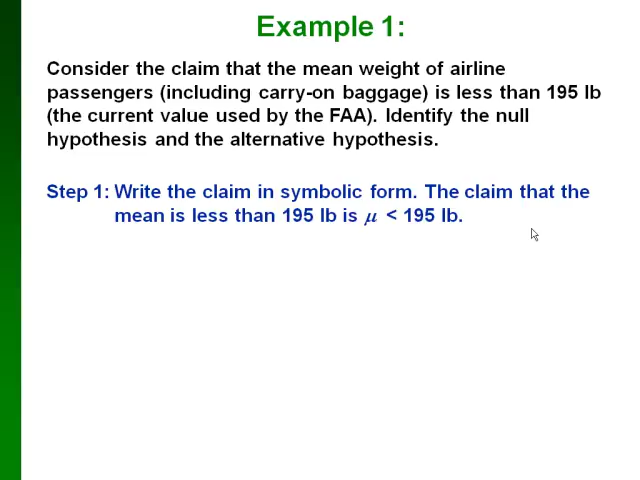 Example 1:
Consider the claim that the mean weight of airline
passengers (including carry-on baggage) is less than 195 lb
(the current value used by the FAA). Identify the null
hypothesis and the alternative hypothesis.
Step 1: Write the claim in symbolic form. The claim that the
mean is less than 195 lb is μ < 195 lb.